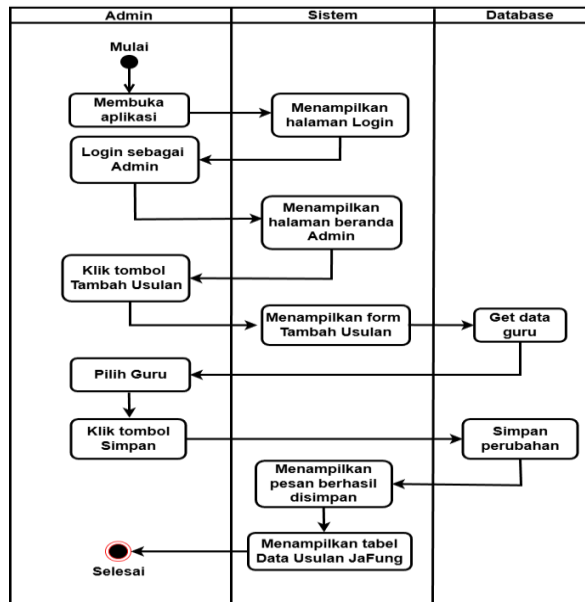 Admin
Sistem
Database
Mulai
Membuka
aplikasi
Menampilkan
halaman Login
Login sebagai
Admin
Menampilkan
halaman beranda
Admin
Klik tombol
Tambah Usulan
Menampilkan form
Tambah Usulan
Get data
guru
Pilih Guru
Klik tombol
Simpan
Simpan
perubahan
Menampilkan
pesan berhasil
disimpan
Menampilkan tabel
Data Usulan JaFung
Selesai